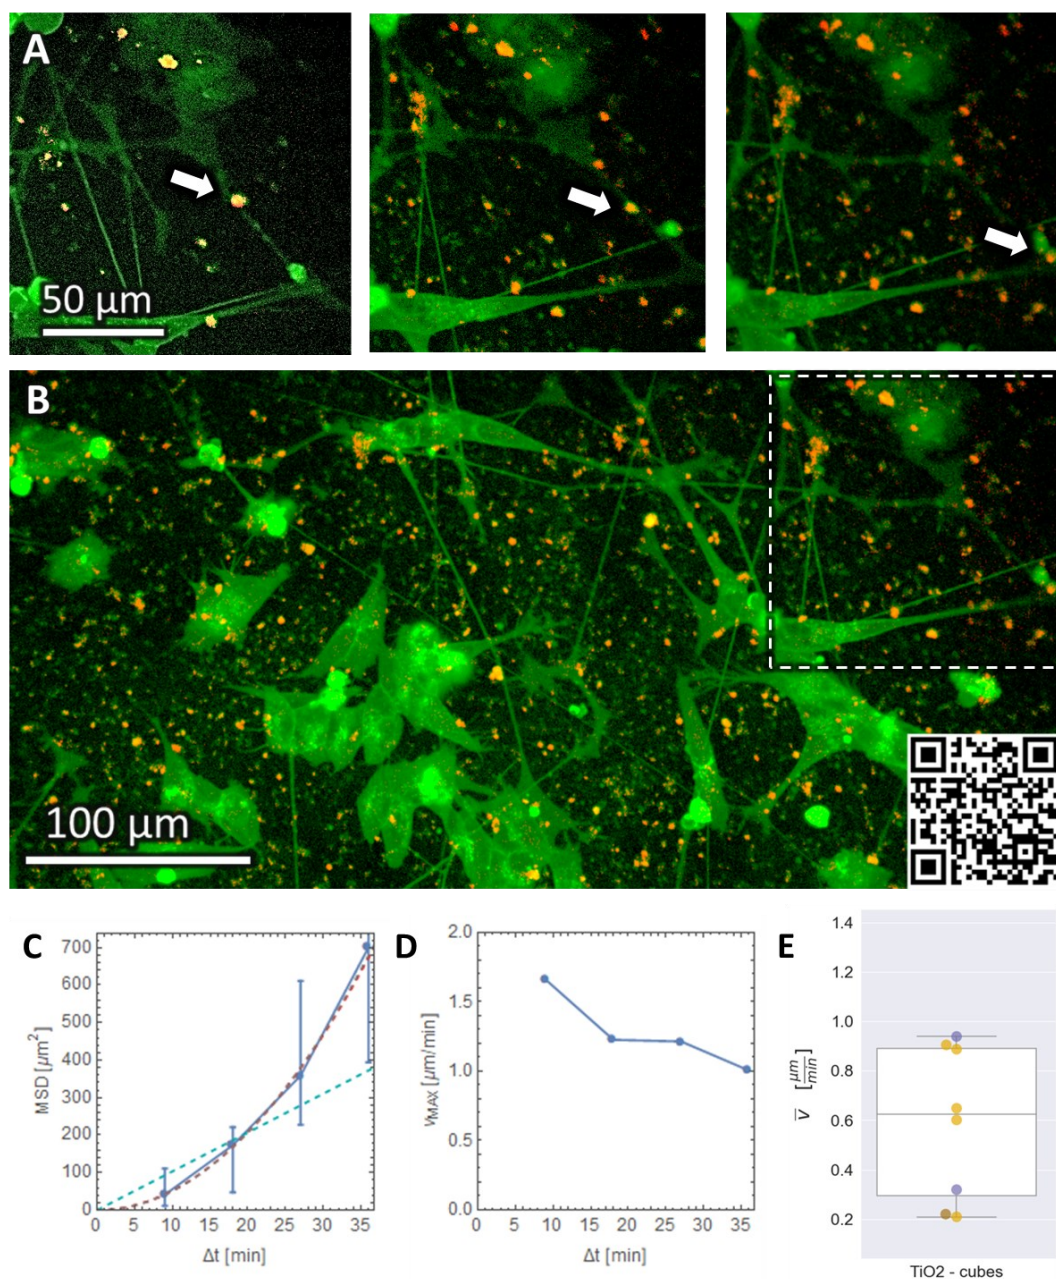 A
50 μm
B
100 μm
C
MSD [μm²]
700
600
500
400
300
200
100
0
0 5 10 15 20 25 30 35
Δt [min]
D
vMAX [μm/min]
2.0
1.5
1.0
0.5
0.0
0 5 10 15 20 25 30 35
Δt [min]
E
v̅ [μm/min]
1.4
1.2
1.0
0.8
0.6
0.4
0.2
TiO2 - cubes